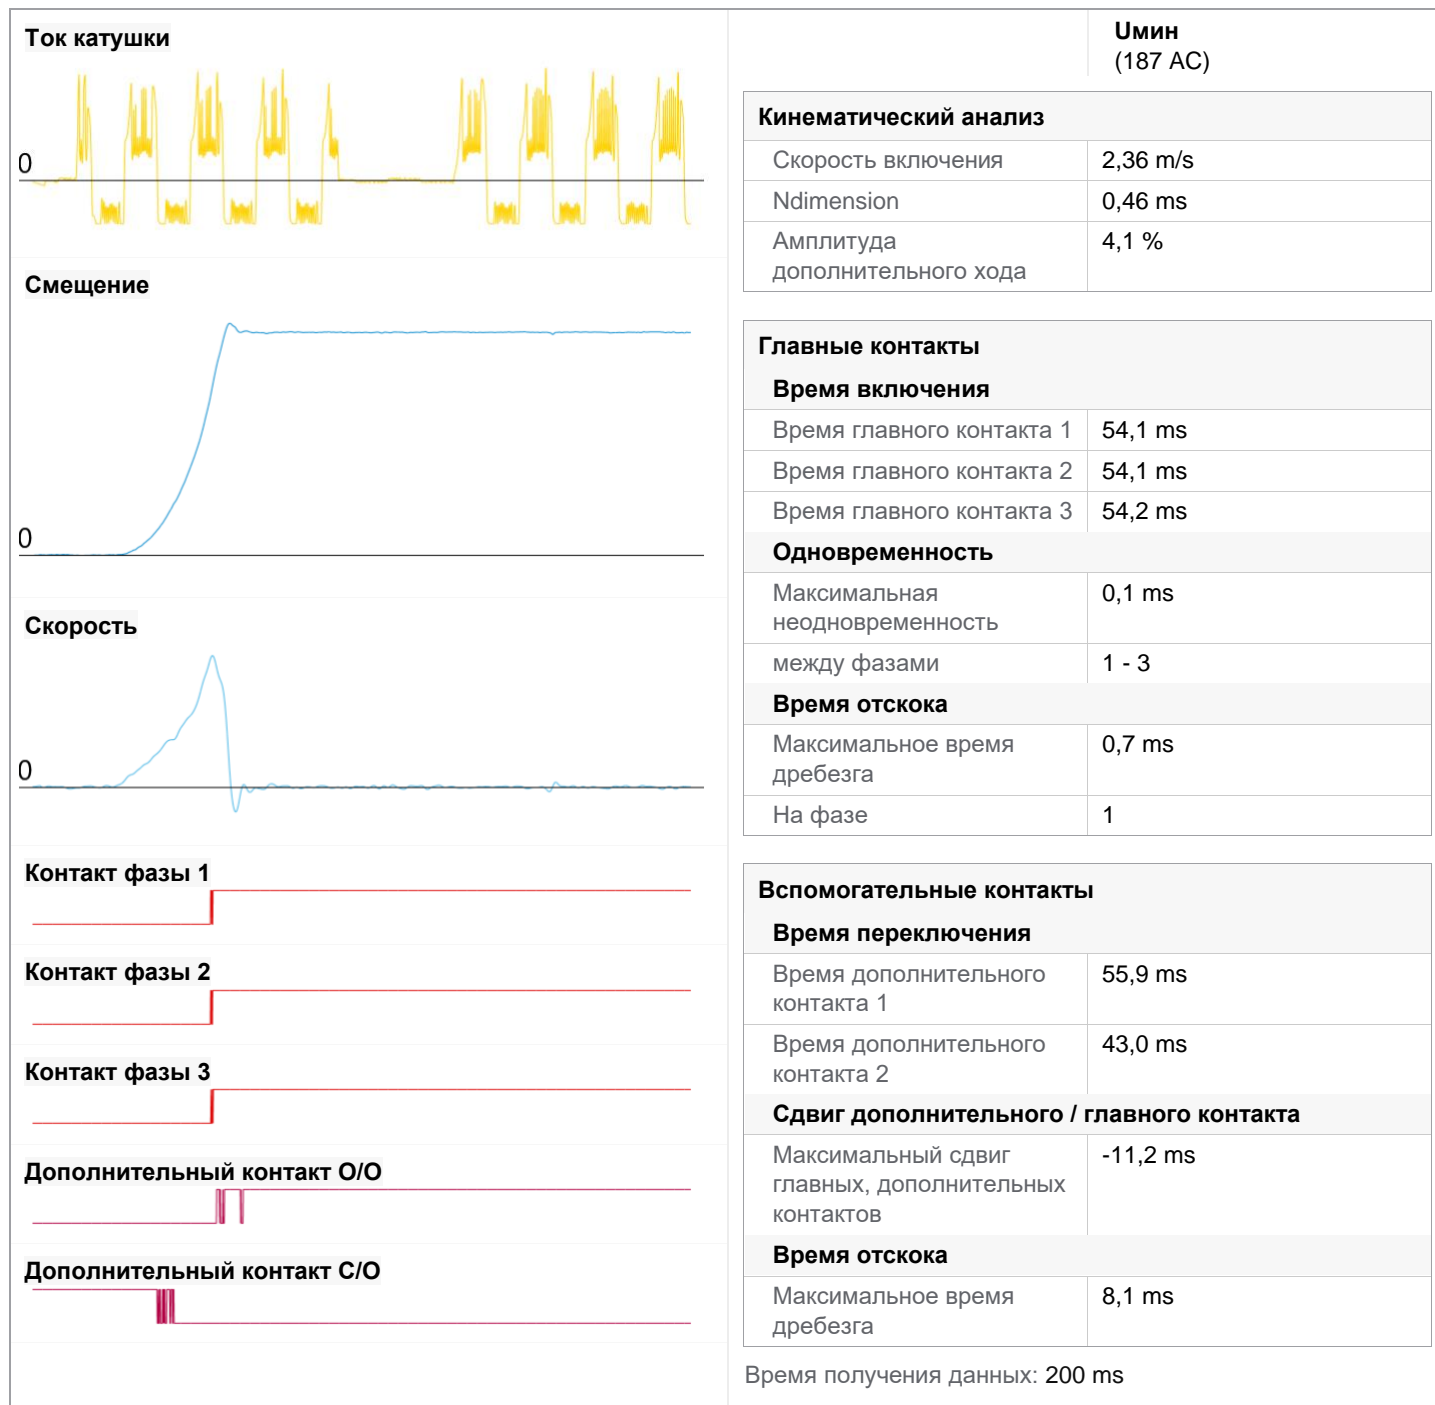 Ток катушки
0
Смещение
0
Скорость
0
Контакт фазы 1
Контакт фазы 2
Контакт фазы 3
Дополнительный контакт O/O
Дополнительный контакт C/O
Uмин
(187 AC)
Кинематический анализ
Скорость включения 2,36 m/s
Ndimension 0,46 ms
Амплитуда 4,1 %
дополнительного хода
Главные контакты
Время включения
Время главного контакта 1 54,1 ms
Время главного контакта 2 54,1 ms
Время главного контакта 3 54,2 ms
Одновременность
Максимальная 0,1 ms
неодновременность
между фазами 1 - 3
Время отскока
Максимальное время 0,7 ms
дребезга
На фазе 1
Вспомогательные контакты
Время переключения
Время дополнительного 55,9 ms
контакта 1
Время дополнительного 43,0 ms
контакта 2
Сдвиг дополнительного / главного контакта
Максимальный сдвиг -11,2 ms
главных, дополнительных
контактов
Время отскока
Максимальное время 8,1 ms
дребезга
Время получения данных: 200 ms